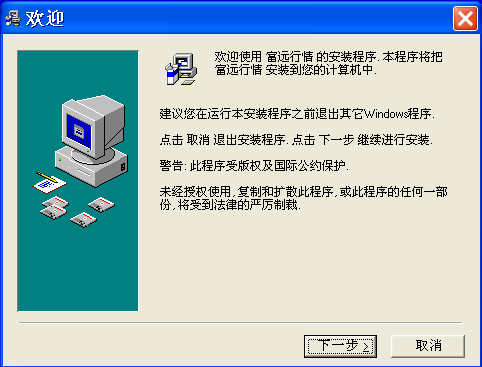 欢迎
欢迎使用 富远行情 的安装程序. 本程序将把
富远行情 安装到您的计算机中.
建议您在运行本安装程序之前退出其它Windows程序.
点击 取消 退出安装程序. 点击 下一步 继续进行安装.
警告: 此程序受版权及国际公约保护.
未经授权使用, 复制和扩散此程序, 或此程序的任何一部
份, 将受到法律的严厉制裁.
下一步 >
取消